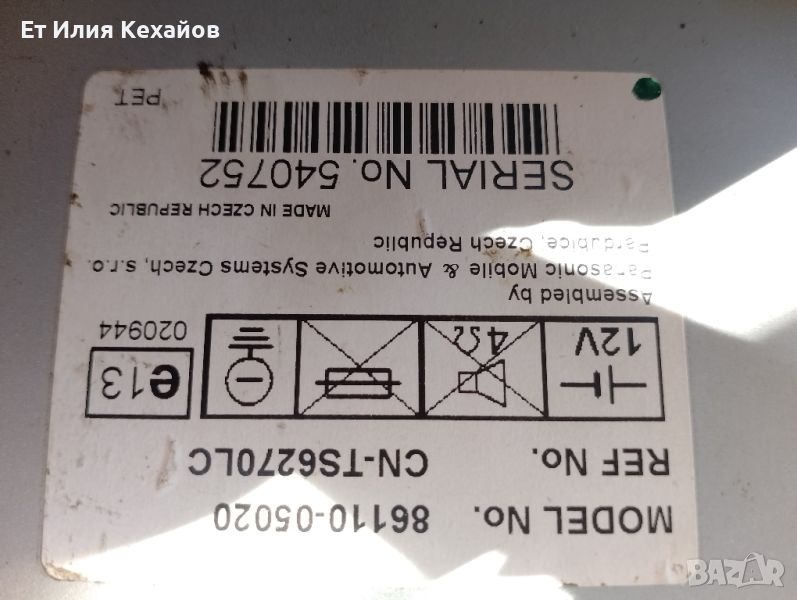 Ет Илия Кехайов
MODEL No. 86110-05020
REF No. CN-TS6270LC
12V
4Ω
e13
020944
Assembled by
Panasonic Mobile & Automotive Systems Czech, s.r.o.
Pardubice, Czech Republic
MADE IN CZECH REPUBLIC
SERIAL No. 540752
PET
BAZAR